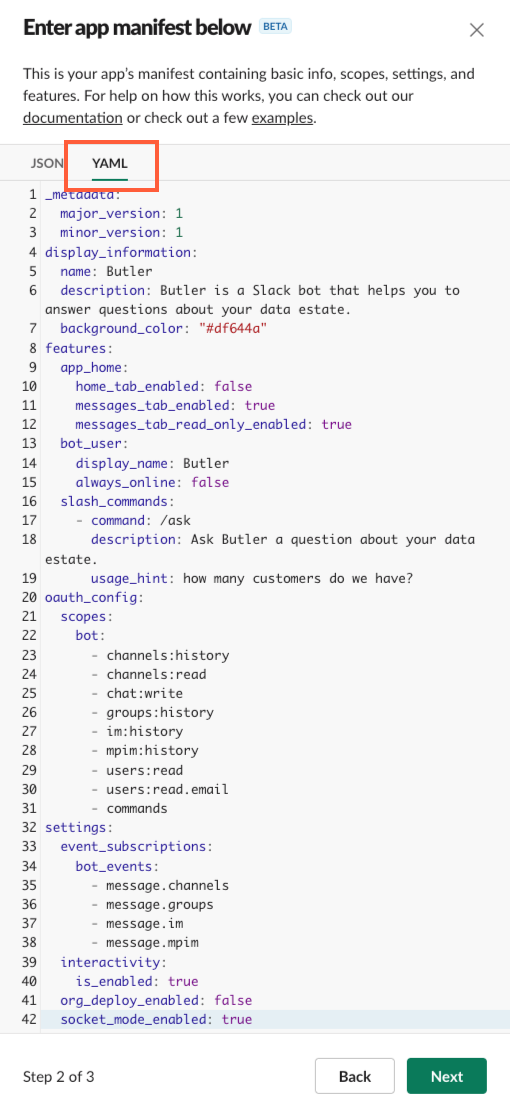 Enter app manifest below BETA
This is your app's manifest containing basic info, scopes, settings, and
features. For help on how this works, you can check out our
documentation or check out a few examples.
JSON YAML
1 _metadata:
2 major_version: 1
3 minor_version: 1
4 display_information:
5 name: Butler
6 description: Butler is a Slack bot that helps you to
answer questions about your data estate.
7 background_color: "#df644a"
8 features:
9 app_home:
10 home_tab_enabled: false
11 messages_tab_enabled: true
12 messages_tab_read_only_enabled: true
13 bot_user:
14 display_name: Butler
15 always_online: false
16 slash_commands:
17 - command: /ask
18 description: Ask Butler a question about your data
estate.
19 usage_hint: how many customers do we have?
20 oauth_config:
21 scopes:
22 bot:
23 - channels:history
24 - channels:read
25 - chat:write
26 - groups:history
27 - im:history
28 - mpim:history
29 - users:read
30 - users:read.email
31 - commands
32 settings:
33 event_subscriptions:
34 bot_events:
35 - message.channels
36 - message.groups
37 - message.im
38 - message.mpim
39 interactivity:
40 is_enabled: true
41 org_deploy_enabled: false
42 socket_mode_enabled: true
Step 2 of 3 Back Next